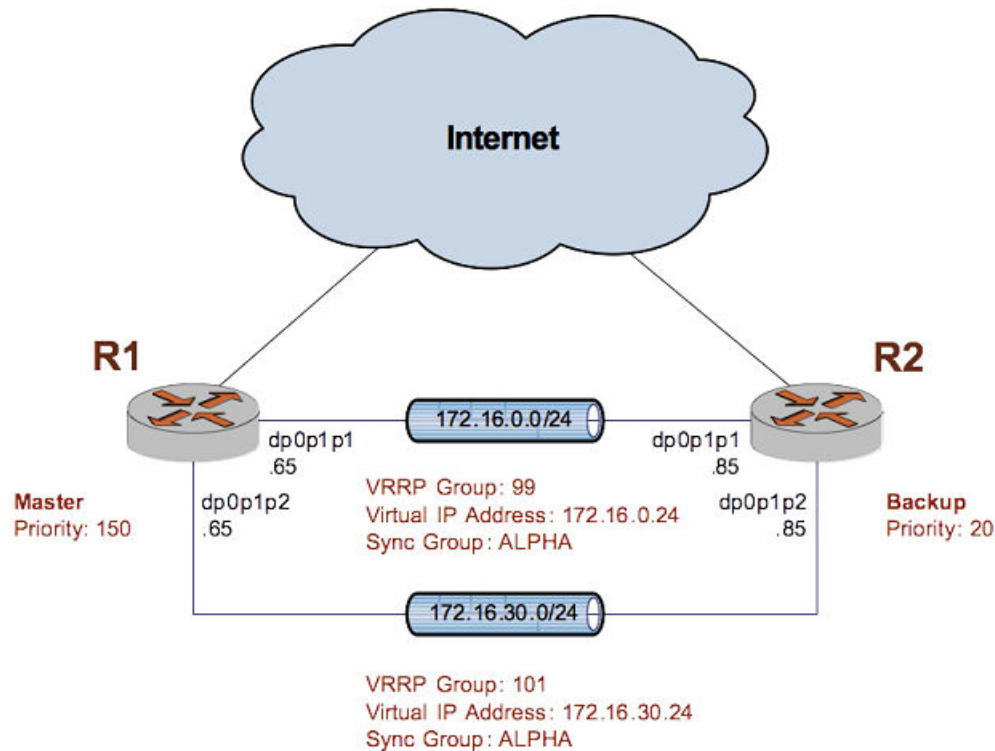 Internet
R1
R2
172.16.0.0/24
dp0p1p1
.65
dp0p1p1
.85
Master
Priority: 150
dp0p1p2
.65
VRRP Group: 99
Virtual IP Address: 172.16.0.24
Sync Group: ALPHA
dp0p1p2
.85
Backup
Priority: 20
172.16.30.0/24
VRRP Group: 101
Virtual IP Address: 172.16.30.24
Sync Group: ALPHA